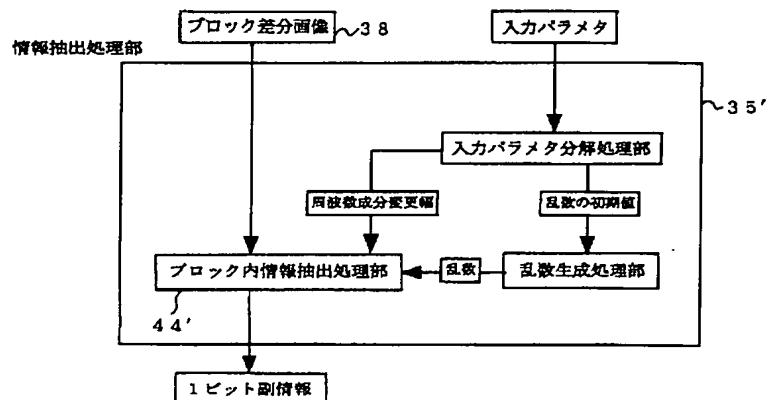 ブロック差分画像
38
入力パラメタ
情報抽出処理部
35'
入力パラメタ分解処理部
周波数成分変更幅
乱数の初期値
ブロック内情報抽出処理部
乱数
乱数生成処理部
44'
1ビット副情報